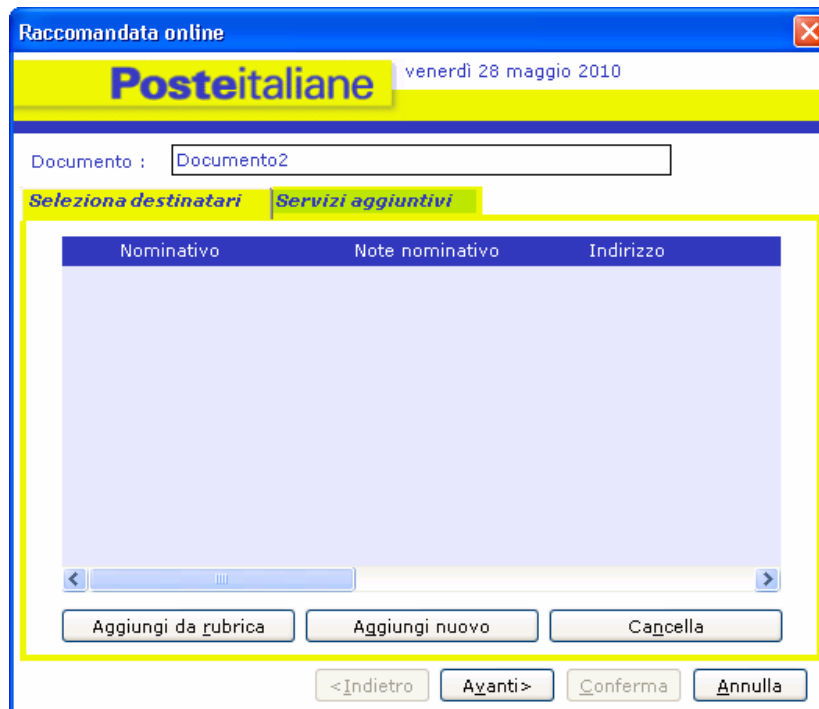 Raccomandata online
Posteitaliane
venerdì 28 maggio 2010
Documento : Documento2
Seleziona destinatari Servizi aggiuntivi
Nominativo Note nominativo Indirizzo
Aggiungi da rubrica Aggiungi nuovo Cancella
<Indietro Avanti> Conferma Annulla